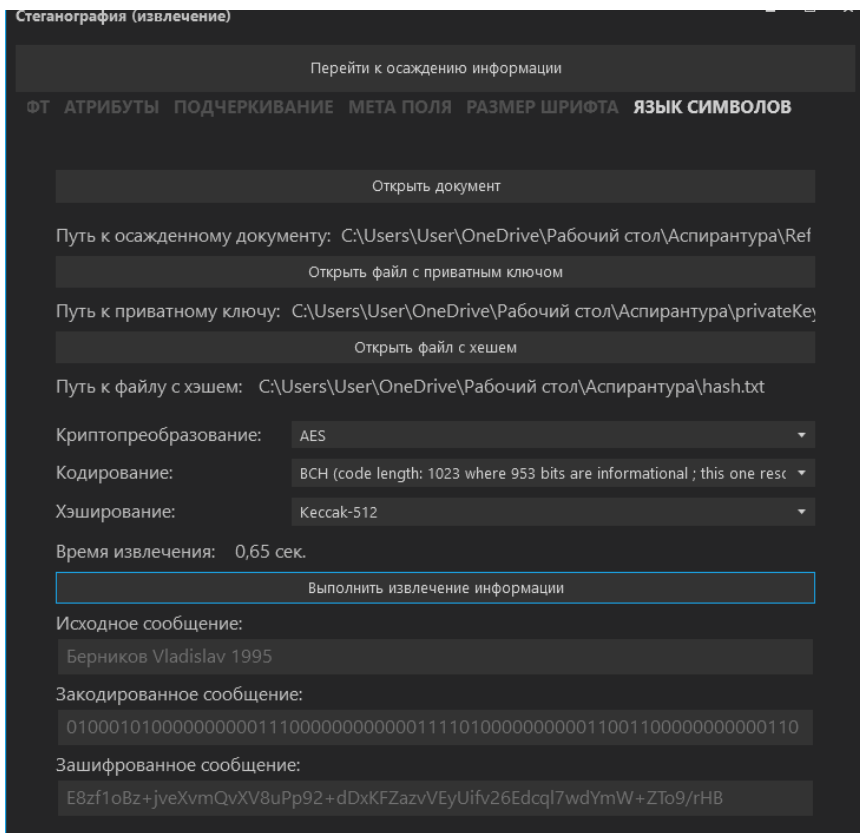 Стеганография (извлечение)
Перейти к осаждению информации
ФТ АТРИБУТЫ ПОДЧЕРКИВАНИЕ МЕТА ПОЛЯ РАЗМЕР ШРИФТА ЯЗЫК СИМВОЛОВ
Открыть документ
Путь к осажденному документу: C:\Users\User\OneDrive\Рабочий стол\Аспирантура\Ref
Открыть файл с приватным ключом
Путь к приватному ключу: C:\Users\User\OneDrive\Рабочий стол\Аспирантура\privateKey
Открыть файл с хешем
Путь к файлу с хэшем: C:\Users\User\OneDrive\Рабочий стол\Аспирантура\hash.txt
Криптопреобразование: AES
Кодирование: BCH (code length: 1023 where 953 bits are informational ; this one resc
Хэширование: Keccak-512
Время извлечения: 0,65 сек.
Выполнить извлечение информации
Исходное сообщение:
Берников Vladislav 1995
Закодированное сообщение:
0100010100000000001110000000000001111010000000000110011000000000000110
Зашифрованное сообщение:
E8zf1oBz+jveXvmQvXV8uPp92+dDxKFZazvVEyUifv26Edcql7wdYmW+ZTo9/rHB